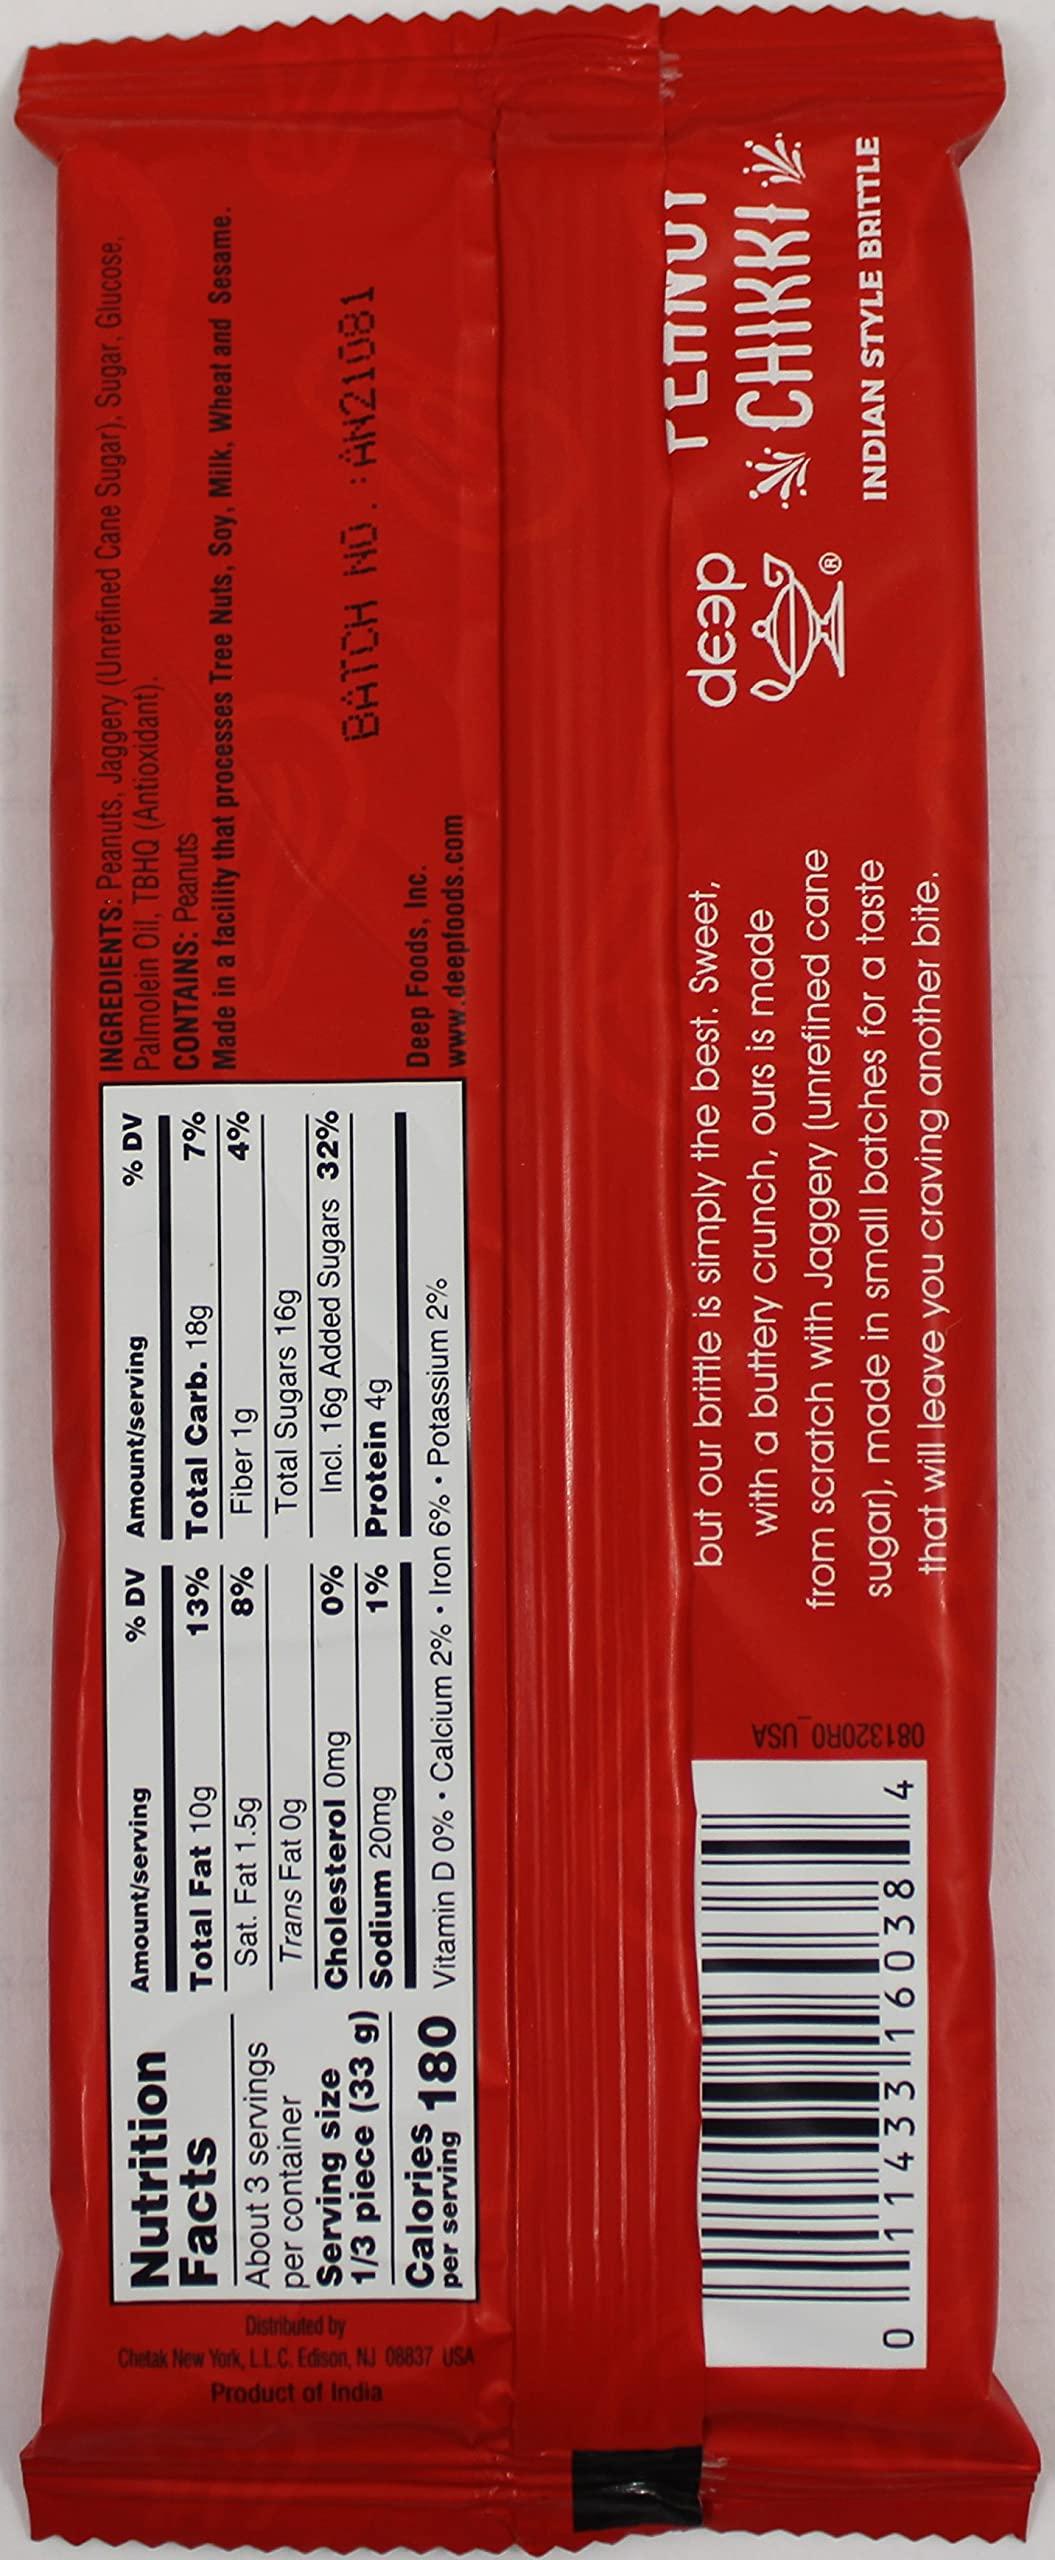 Nutrition
Facts
About 3 servings
per container
Serving size
1/3 piece (33 g)
Calories
per serving
180
Amount/serving % DV
Total Fat 10g 13%
Sat. Fat 1.5g 8%
Trans Fat 0g
Cholesterol 0mg 0%
Sodium 20mg 1%
Amount/serving % DV
Total Carb. 18g 7%
Fiber 1g 4%
Total Sugars 16g
Incl. 16g Added Sugars 32%
Protein 4g
Vitamin D 0% • Calcium 2% • Iron 6% • Potassium 2%
INGREDIENTS: Peanuts, Jaggery (Unrefined Cane Sugar), Sugar, Glucose,
Palmolein Oil, TBHQ (Antioxidant).
CONTAINS: Peanuts
Made in a facility that processes Tree Nuts, Soy, Milk, Wheat and Sesame.
BATCH NO. :AN21081
Deep Foods, Inc.
www.deepfoods.com
Distributed by
Chetak New York, L.L.C. Edison, NJ 08837 USA
Product of India
but our brittle is simply the best. Sweet,
with a buttery crunch, ours is made
from scratch with Jaggery (unrefined cane
sugar), made in small batches for a taste
that will leave you craving another bite.
deep
®
CHIKKI
INDIAN STYLE BRITTLE
081320R0_USA
0 11433 16038 4